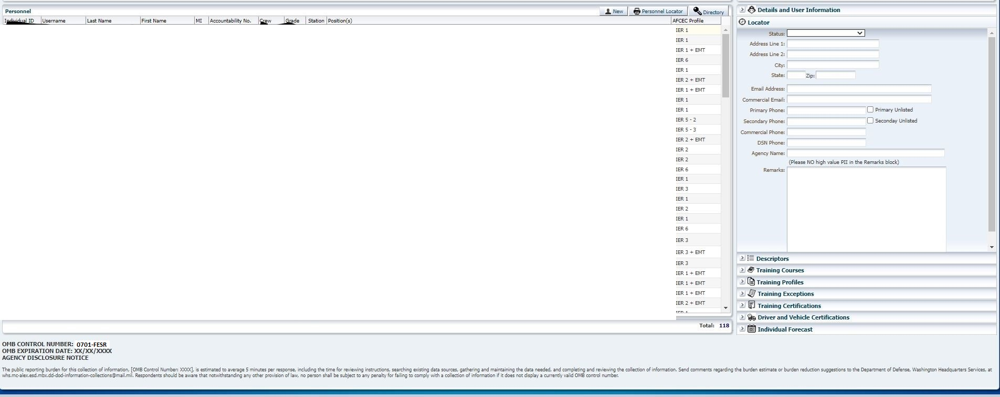 Personnel
New
Personnel Locator
Directory
Individual ID Username Last Name First Name MI Accountability No. Crew Grade Station Position(s) AFCEC Profile
IER 1
IER 1
IER 1 + EMT
IER 6
IER 1
IER 2 + EMT
IER 1 + EMT
IER 1
IER 1
IER 5 - 2
IER 5 - 3
IER 2 + EMT
IER 2
IER 2
IER 6
IER 1
IER 3
IER 1
IER 2
IER 1
IER 6
IER 3
IER 3 + EMT
IER 3
IER 1 + EMT
IER 1 + EMT
IER 1 + EMT
IER 2 + EMT
Total: 118
Details and User Information
Locator
Status:
Address Line 1:
Address Line 2:
City:
State: Zip:
Email Address:
Commercial Email:
Primary Phone: Primary Unlisted
Secondary Phone: Seconday Unlisted
Commercial Phone:
DSN Phone:
Agency Name:
(Please NO high value PII in the Remarks block)
Remarks:
Descriptors
Training Courses
Training Profiles
Training Exceptions
Training Certifications
Driver and Vehicle Certifications
Individual Forecast
OMB CONTROL NUMBER: 0701-FESR
OMB EXPIRATION DATE: XX/XX/XXXX
AGENCY DISCLOSURE NOTICE
The public reporting burden for this collection of information, [OMB Control Number: XXXX], is estimated to average 5 minutes per response, including the time for reviewing instructions, searching existing data sources, gathering and maintaining the data needed, and completing and reviewing the collection of information. Send comments regarding the burden estimate or burden reduction suggestions to the Department of Defense, Washington Headquarters Services, at
whs.mc-alex.esd.mbx.dd-dod-information-collections@mail.mil. Respondents should be aware that notwithstanding any other provision of law, no person shall be subject to any penalty for failing to comply with a collection of information if it does not display a currently valid OMB control number.